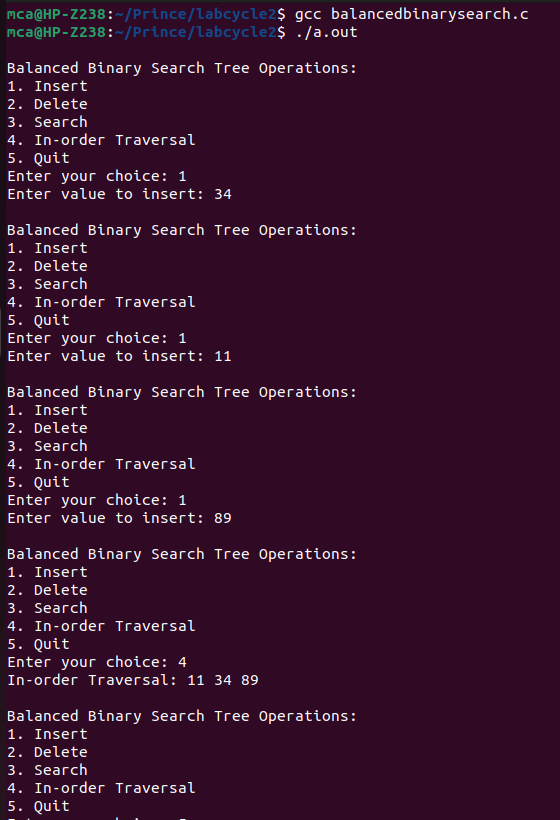 mca@HP-Z238:~/Prince/labcycle2$ gcc balancedbinarysearch.c
mca@HP-Z238:~/Prince/labcycle2$ ./a.out
Balanced Binary Search Tree Operations:
1. Insert
2. Delete
3. Search
4. In-order Traversal
5. Quit
Enter your choice: 1
Enter value to insert: 34
Balanced Binary Search Tree Operations:
1. Insert
2. Delete
3. Search
4. In-order Traversal
5. Quit
Enter your choice: 1
Enter value to insert: 11
Balanced Binary Search Tree Operations:
1. Insert
2. Delete
3. Search
4. In-order Traversal
5. Quit
Enter your choice: 1
Enter value to insert: 89
Balanced Binary Search Tree Operations:
1. Insert
2. Delete
3. Search
4. In-order Traversal
5. Quit
Enter your choice: 4
In-order Traversal: 11 34 89
Balanced Binary Search Tree Operations:
1. Insert
2. Delete
3. Search
4. In-order Traversal
5. Quit